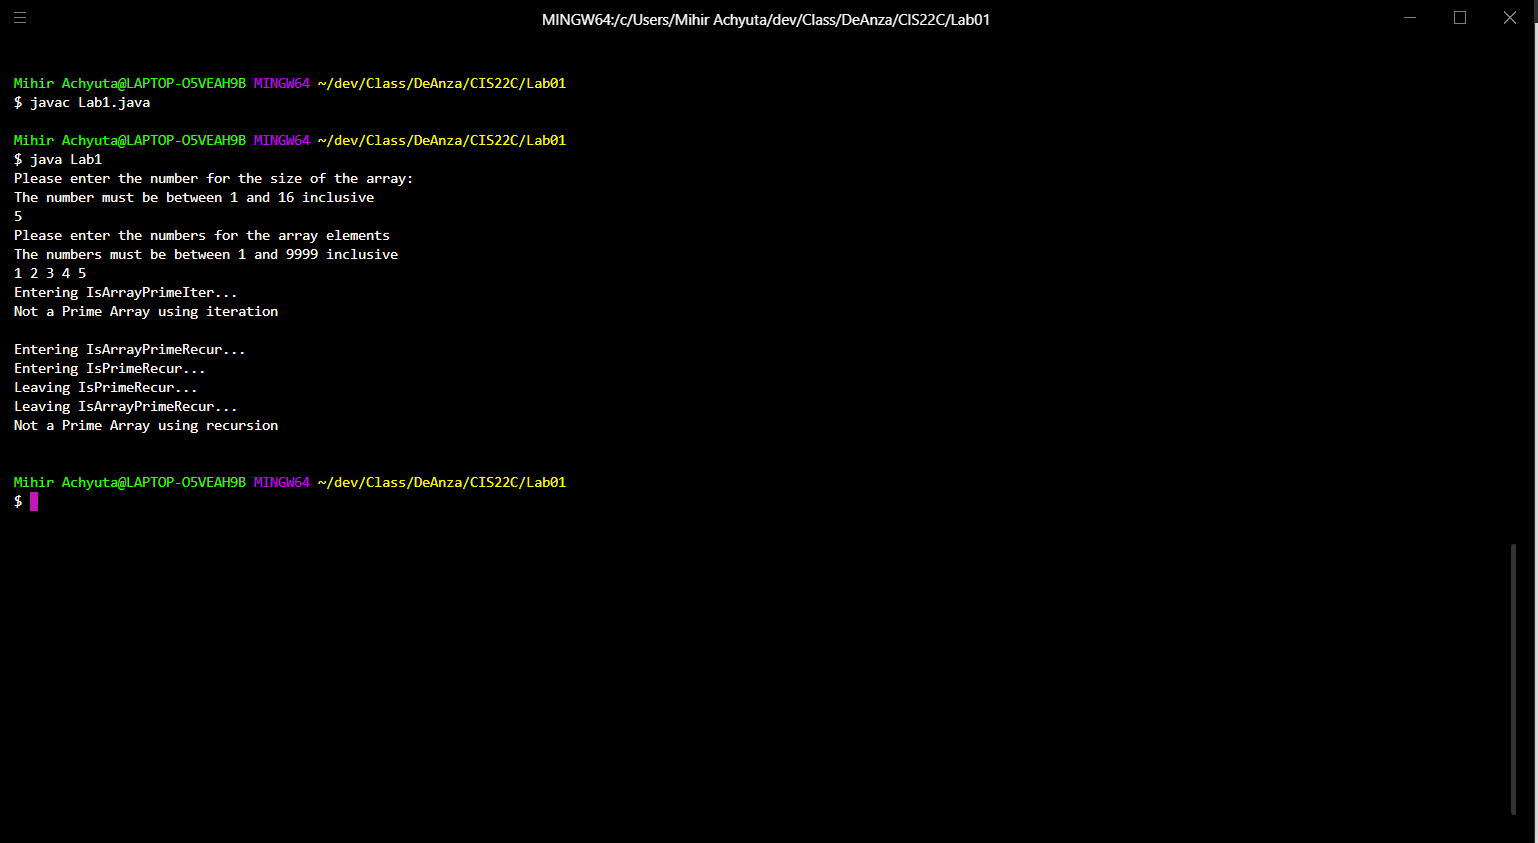 MINGW64:/c/Users/Mihir Achyuta/dev/Class/DeAnza/CIS22C/Lab01
Mihir Achyuta@LAPTOP-O5VEAH9B MINGW64 ~/dev/Class/DeAnza/CIS22C/Lab01
$ javac Lab1.java
Mihir Achyuta@LAPTOP-O5VEAH9B MINGW64 ~/dev/Class/DeAnza/CIS22C/Lab01
$ java Lab1
Please enter the number for the size of the array:
The number must be between 1 and 16 inclusive
5
Please enter the numbers for the array elements
The numbers must be between 1 and 9999 inclusive
1 2 3 4 5
Entering IsArrayPrimeIter...
Not a Prime Array using iteration
Entering IsArrayPrimeRecur...
Entering IsPrimeRecur...
Leaving IsPrimeRecur...
Leaving IsArrayPrimeRecur...
Not a Prime Array using recursion
Mihir Achyuta@LAPTOP-O5VEAH9B MINGW64 ~/dev/Class/DeAnza/CIS22C/Lab01
$